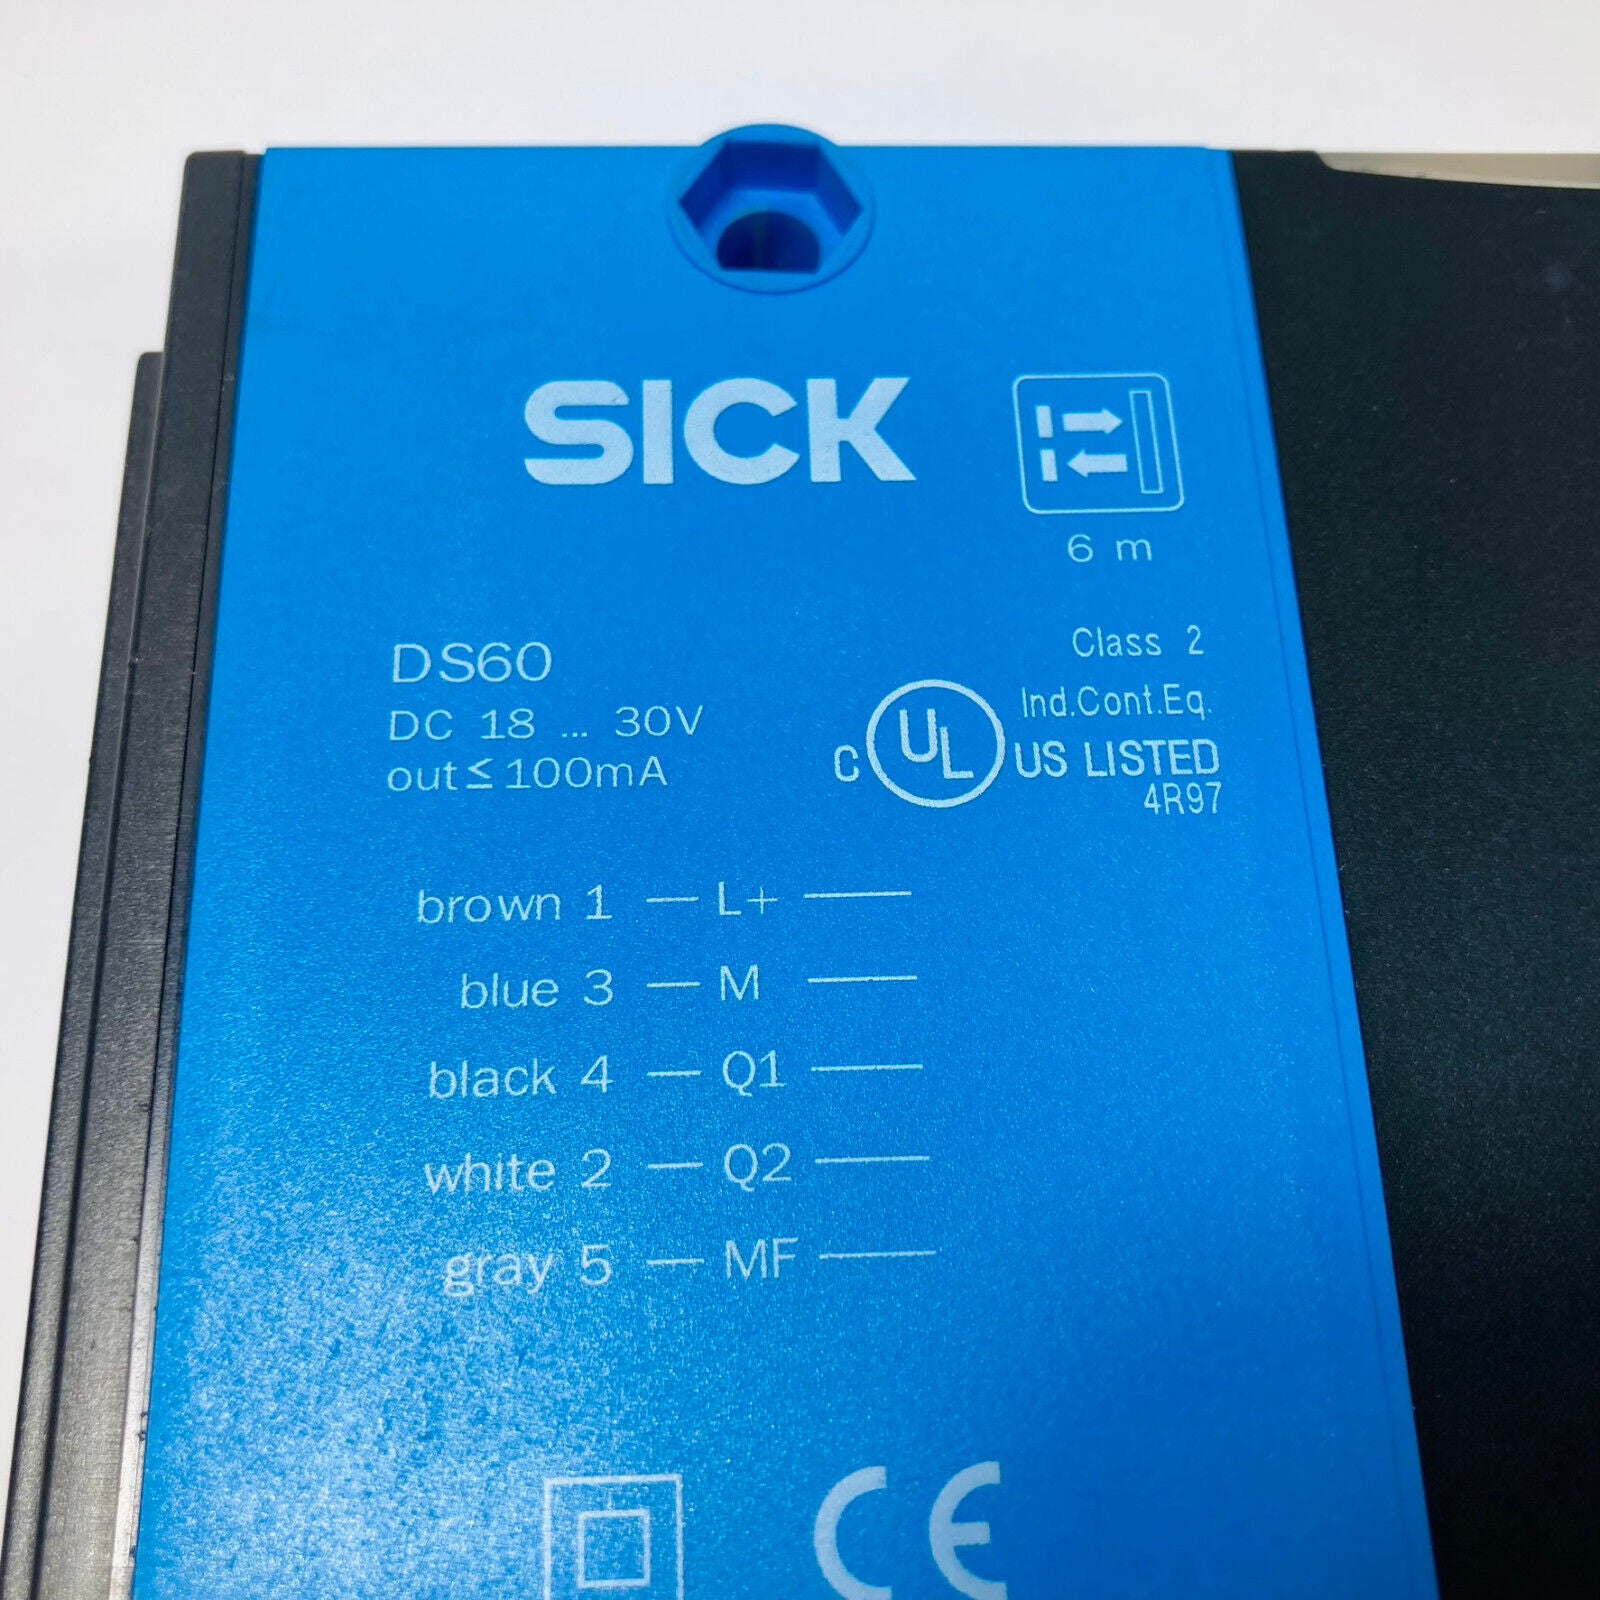 SICK
6 m
DS60
DC 18 ... 30V
out≤100mA
Class 2
Ind.Cont.Eq.
C UL US LISTED
4R97
brown 1 — L+ —
blue 3 — M —
black 4 — Q1 —
white 2 — Q2 —
gray 5 — MF —
CE